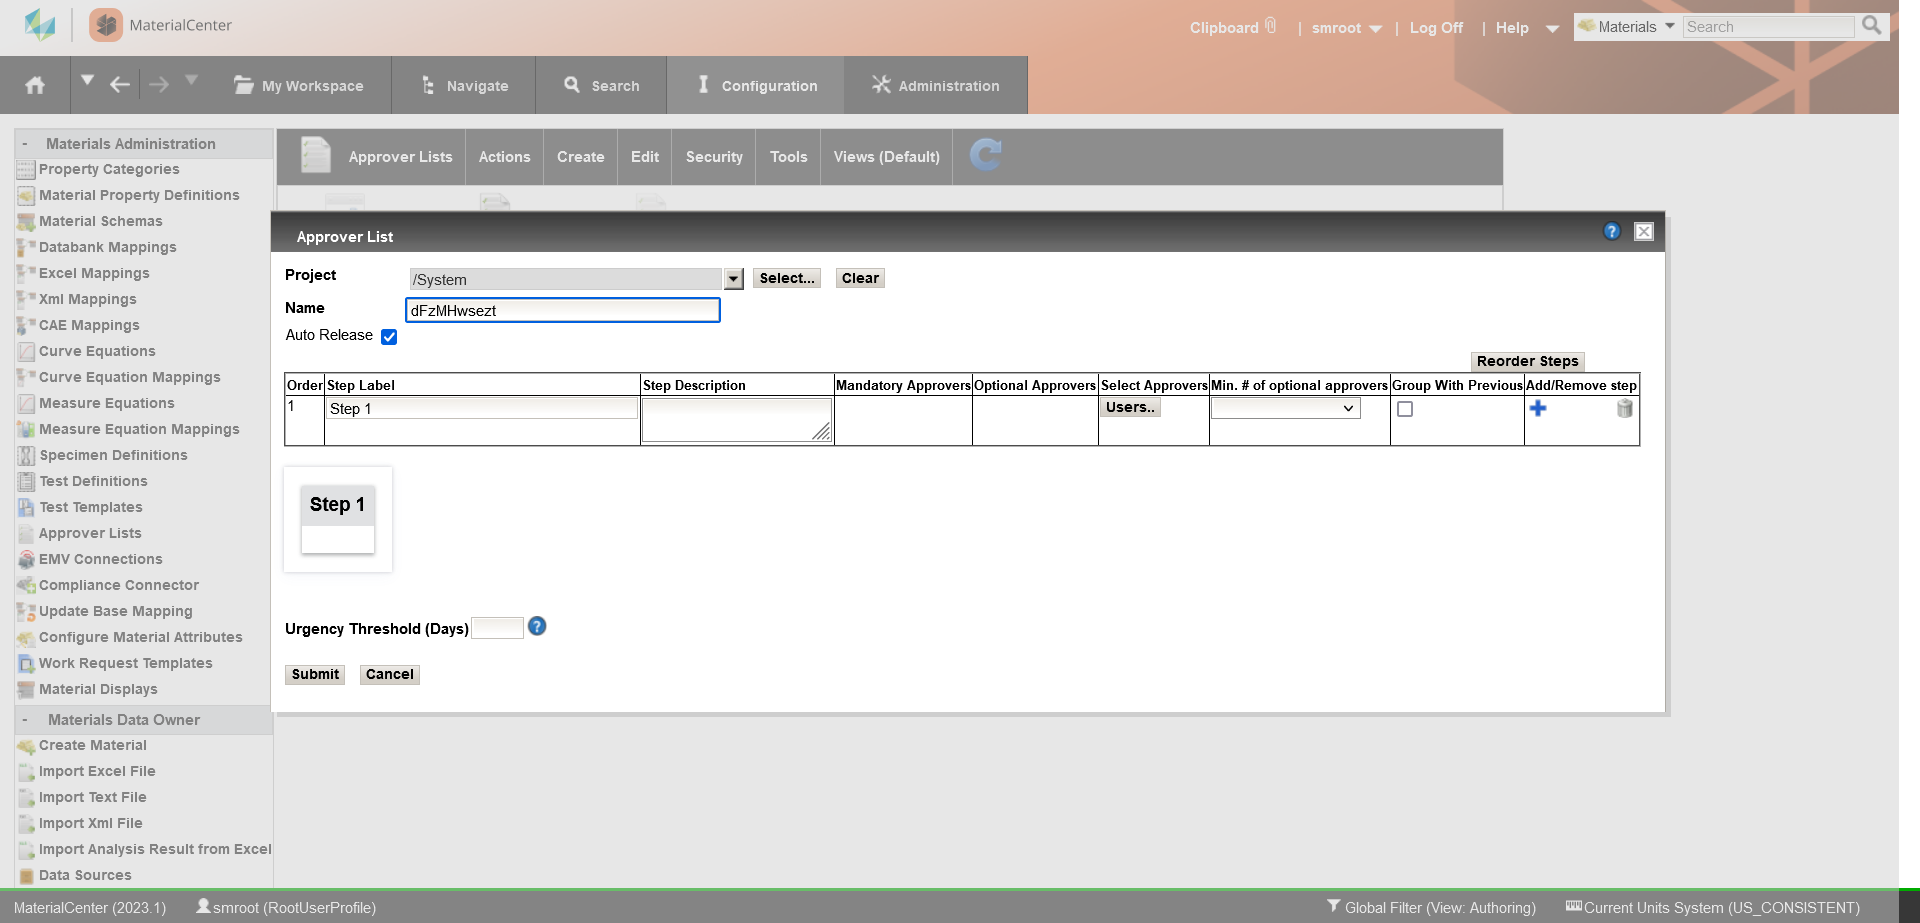 MaterialCenter
Clipboard | smroot | Log Off | Help
Materials Search
My Workspace Navigate Search Configuration Administration
- Materials Administration
Property Categories
Material Property Definitions
Material Schemas
Databank Mappings
Excel Mappings
Xml Mappings
CAE Mappings
Curve Equations
Curve Equation Mappings
Measure Equations
Measure Equation Mappings
Specimen Definitions
Test Definitions
Test Templates
Approver Lists
EMV Connections
Compliance Connector
Update Base Mapping
Configure Material Attributes
Work Request Templates
Material Displays
- Materials Data Owner
Create Material
Import Excel File
Import Text File
Import Xml File
Import Analysis Result from Excel
Data Sources
Approver Lists Actions Create Edit Security Tools Views (Default)
Approver List
Project /System Select... Clear
Name dFzMHwsezt
Auto Release
Reorder Steps
Order Step Label Step Description Mandatory Approvers Optional Approvers Select Approvers Min. # of optional approvers Group With Previous Add/Remove step
1 Step 1 Users..
Step 1
Urgency Threshold (Days)
Submit Cancel
MaterialCenter (2023.1) smroot (RootUserProfile) Global Filter (View: Authoring) Current Units System (US_CONSISTENT)